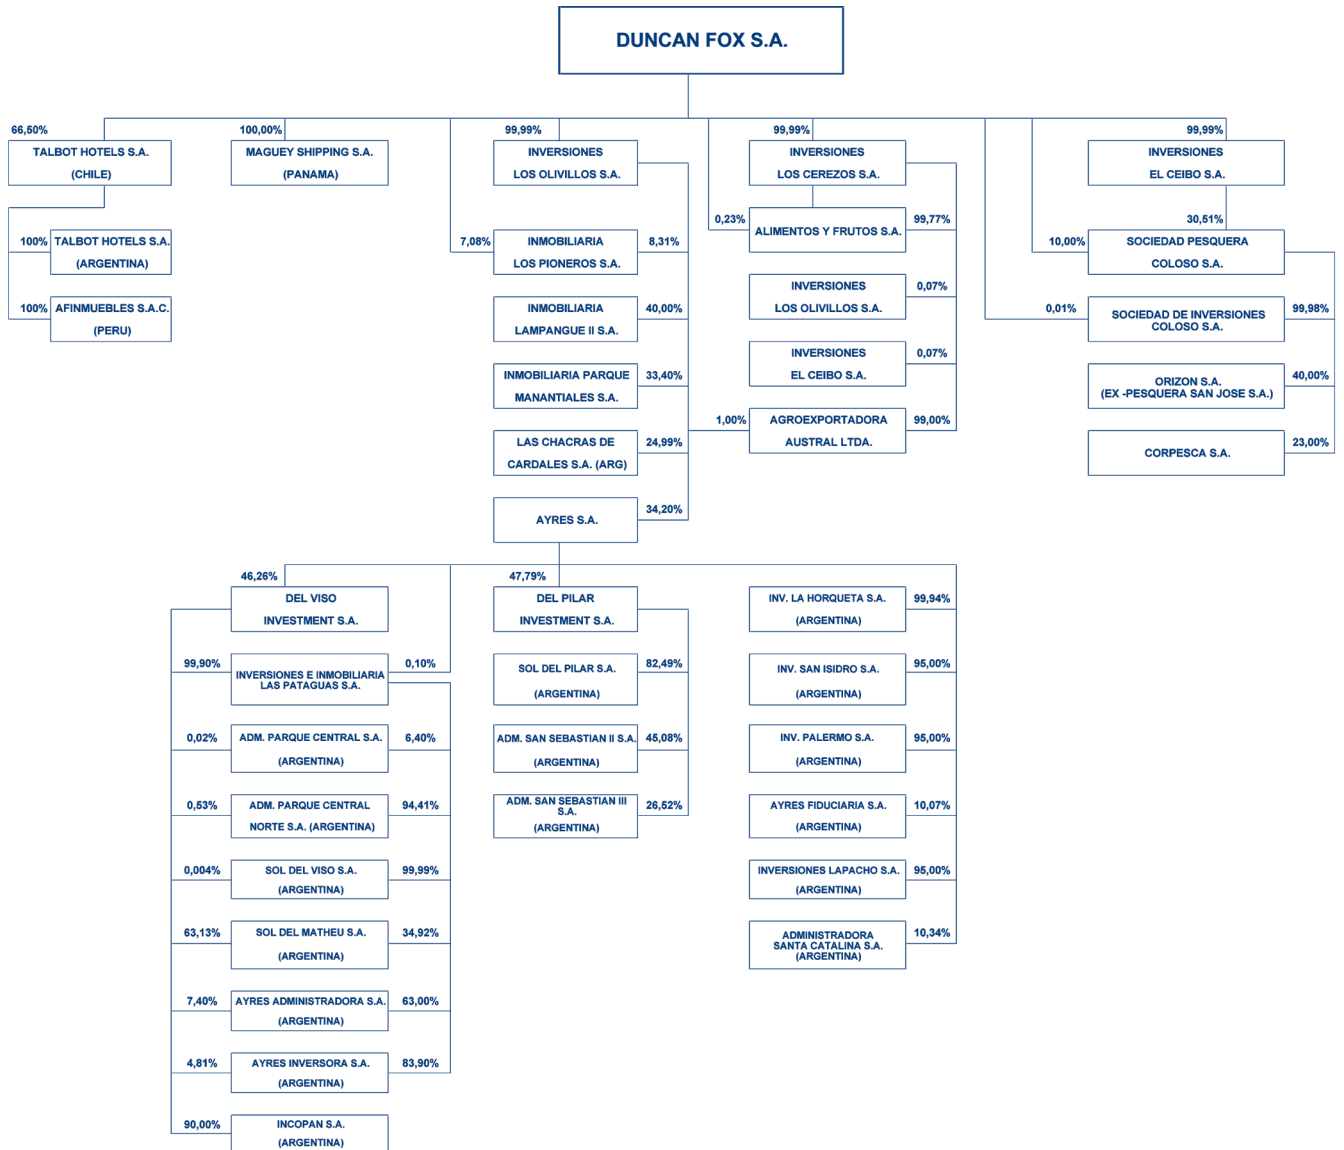 DUNCAN FOX S.A.
66,50%
TALBOT HOTELS S.A.
(CHILE)
100%
TALBOT HOTELS S.A.
(ARGENTINA)
100%
AFINMUEBLES S.A.C.
(PERU)
100,00%
MAGUEY SHIPPING S.A.
(PANAMA)
99,99%
INVERSIONES
LOS OLIVILLOS S.A.
7,08%
INMOBILIARIA
LOS PIONEROS S.A.
8,31%
INMOBILIARIA
LAMPANGUE II S.A.
40,00%
INMOBILIARIA PARQUE
MANANTIALES S.A.
33,40%
LAS CHACRAS DE
CARDALES S.A. (ARG)
24,99%
AYRES S.A.
34,20%
99,99%
INVERSIONES
LOS CEREZOS S.A.
0,23%
ALIMENTOS Y FRUTOS S.A.
99,77%
INVERSIONES
LOS OLIVILLOS S.A.
0,07%
INVERSIONES
EL CEIBO S.A.
0,07%
1,00%
AGROEXPORTADORA
AUSTRAL LTDA.
99,00%
99,99%
INVERSIONES
EL CEIBO S.A.
30,51%
10,00%
SOCIEDAD PESQUERA
COLOSO S.A.
0,01%
SOCIEDAD DE INVERSIONES
COLOSO S.A.
99,98%
ORIZON S.A.
(EX -PESQUERA SAN JOSE S.A.)
40,00%
CORPESCA S.A.
23,00%
46,26%
DEL VISO
INVESTMENT S.A.
99,90%
INVERSIONES E INMOBILIARIA
LAS PATAGUAS S.A.
0,10%
0,02%
ADM. PARQUE CENTRAL S.A.
(ARGENTINA)
6,40%
0,53%
ADM. PARQUE CENTRAL
NORTE S.A. (ARGENTINA)
94,41%
0,004%
SOL DEL VISO S.A.
(ARGENTINA)
99,99%
63,13%
SOL DEL MATHEU S.A.
(ARGENTINA)
34,92%
7,40%
AYRES ADMINISTRADORA S.A.
(ARGENTINA)
63,00%
4,81%
AYRES INVERSORA S.A.
(ARGENTINA)
83,90%
90,00%
INCOPAN S.A.
(ARGENTINA)
47,79%
DEL PILAR
INVESTMENT S.A.
SOL DEL PILAR S.A.
(ARGENTINA)
82,49%
ADM. SAN SEBASTIAN II S.A.
(ARGENTINA)
45,08%
ADM. SAN SEBASTIAN III
S.A.
(ARGENTINA)
26,52%
INV. LA HORQUETA S.A.
(ARGENTINA)
99,94%
INV. SAN ISIDRO S.A.
(ARGENTINA)
95,00%
INV. PALERMO S.A.
(ARGENTINA)
95,00%
AYRES FIDUCIARIA S.A.
(ARGENTINA)
10,07%
INVERSIONES LAPACHO S.A.
(ARGENTINA)
95,00%
ADMINISTRADORA
SANTA CATALINA S.A.
(ARGENTINA)
10,34%